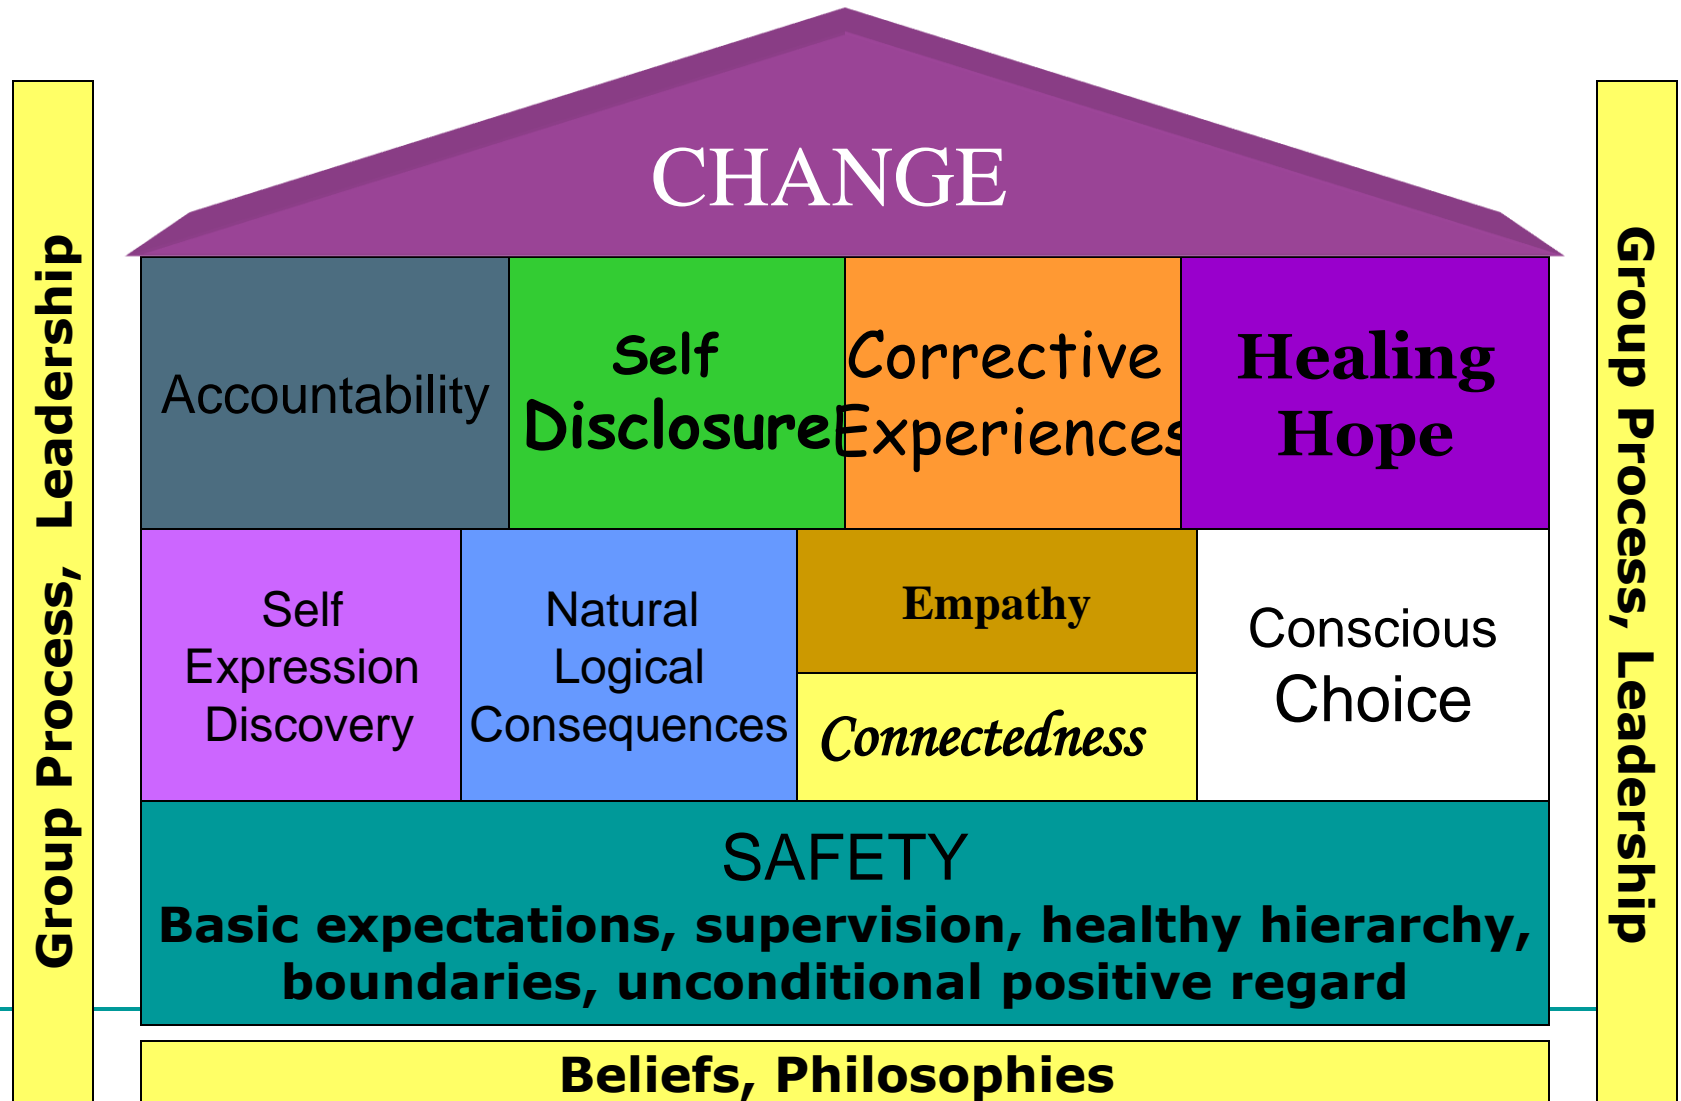 CHANGE
Group Process, Leadership
Accountability
Self
Disclosure
Corrective
Experiences
Healing
Hope
Group Process, Leadership
Self
Expression
Discovery
Natural
Logical
Consequences
Empathy
Connectedness
Conscious
Choice
SAFETY
Basic expectations, supervision, healthy hierarchy,
boundaries, unconditional positive regard
Beliefs, Philosophies